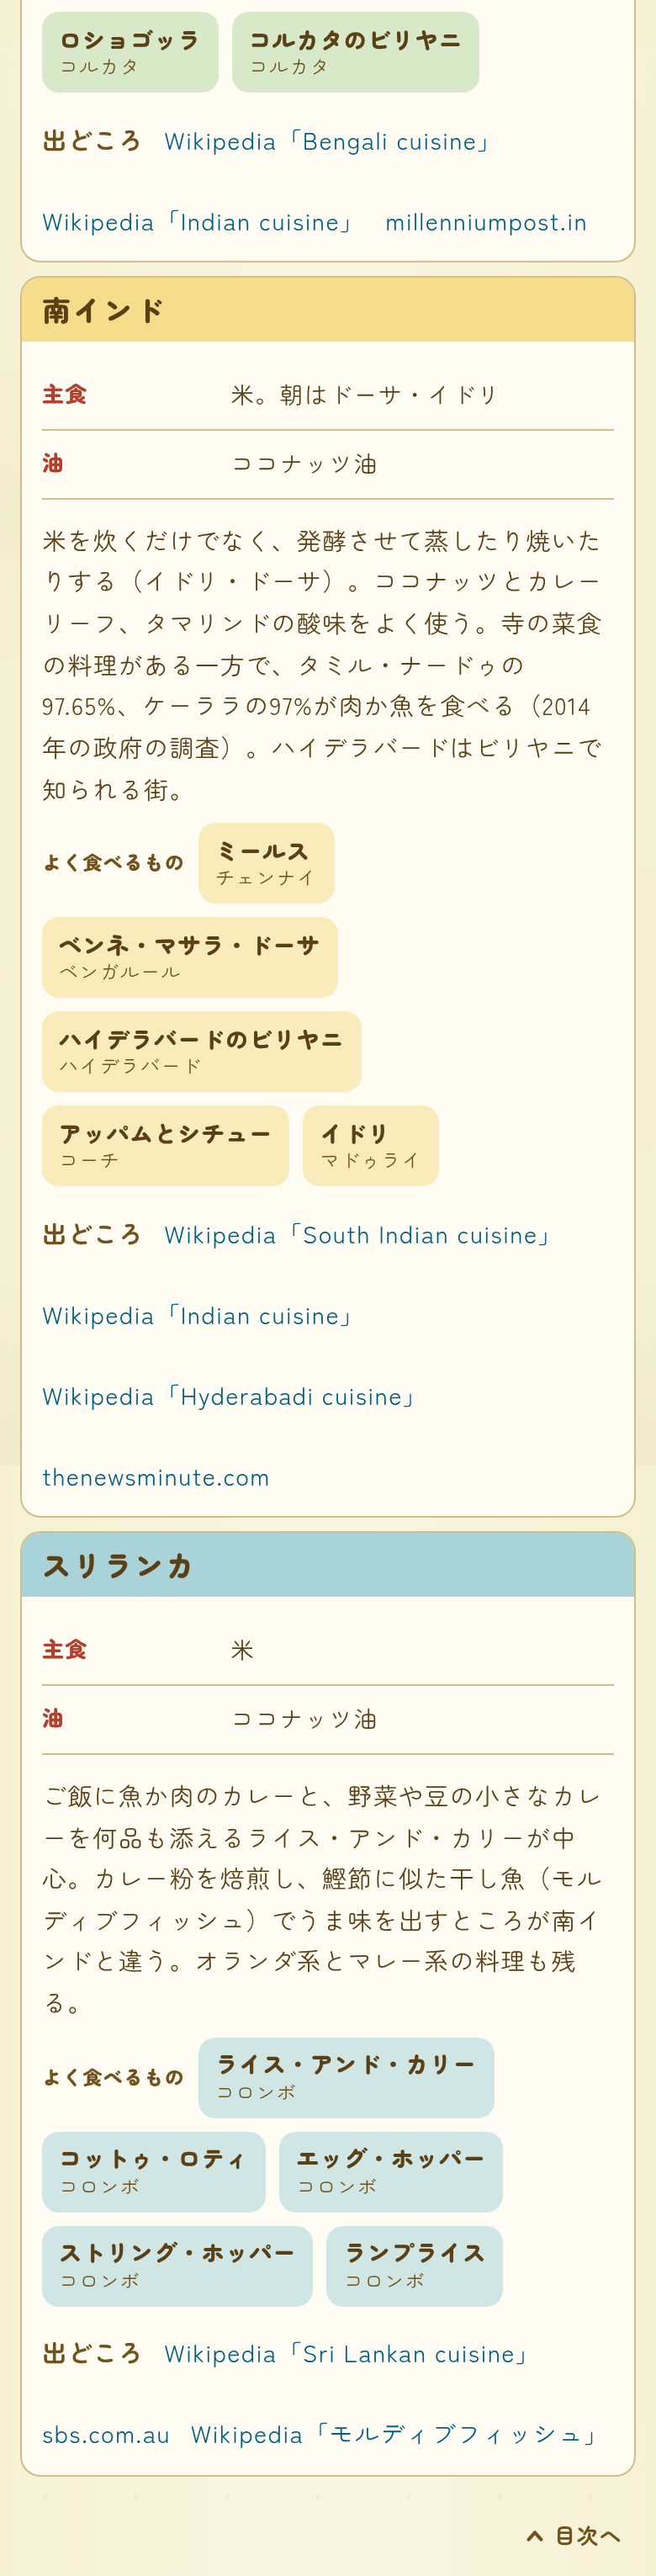 ロショゴッラ コルカタのビリヤニ
コルカタ コルカタ
出どころ Wikipedia「Bengali cuisine」
Wikipedia「Indian cuisine」 millenniumpost.in
南インド
主食 米。朝はドーサ・イドリ
油 ココナッツ油
米を炊くだけでなく、発酵させて蒸したり焼いた
りする（イドリ・ドーサ）。ココナッツとカレー
リーフ、タマリンドの酸味をよく使う。寺の菜食
の料理がある一方で、タミル・ナードゥの
97.65%、ケーララの97%が肉か魚を食べる（2014
年の政府の調査）。ハイデラバードはビリヤニで
知られる街。
よく食べるもの ミールス
チェンナイ
ベンネ・マサラ・ドーサ
ベンガルール
ハイデラバードのビリヤニ
ハイデラバード
アッパムとシチュー イドリ
コーチ マドゥライ
出どころ Wikipedia「South Indian cuisine」
Wikipedia「Indian cuisine」
Wikipedia「Hyderabadi cuisine」
thenewsminute.com
スリランカ
主食 米
油 ココナッツ油
ご飯に魚か肉のカレーと、野菜や豆の小さなカレ
ーを何品も添えるライス・アンド・カリーが中
心。カレー粉を焙煎し、鰹節に似た干し魚（モル
ディブフィッシュ）でうま味を出すところが南イ
ンドと違う。オランダ系とマレー系の料理も残
る。
よく食べるもの ライス・アンド・カリー
コロンボ
コットゥ・ロティ エッグ・ホッパー
コロンボ コロンボ
ストリング・ホッパー ランプライス
コロンボ コロンボ
出どころ Wikipedia「Sri Lankan cuisine」
sbs.com.au Wikipedia「モルディブフィッシュ」
目次へ